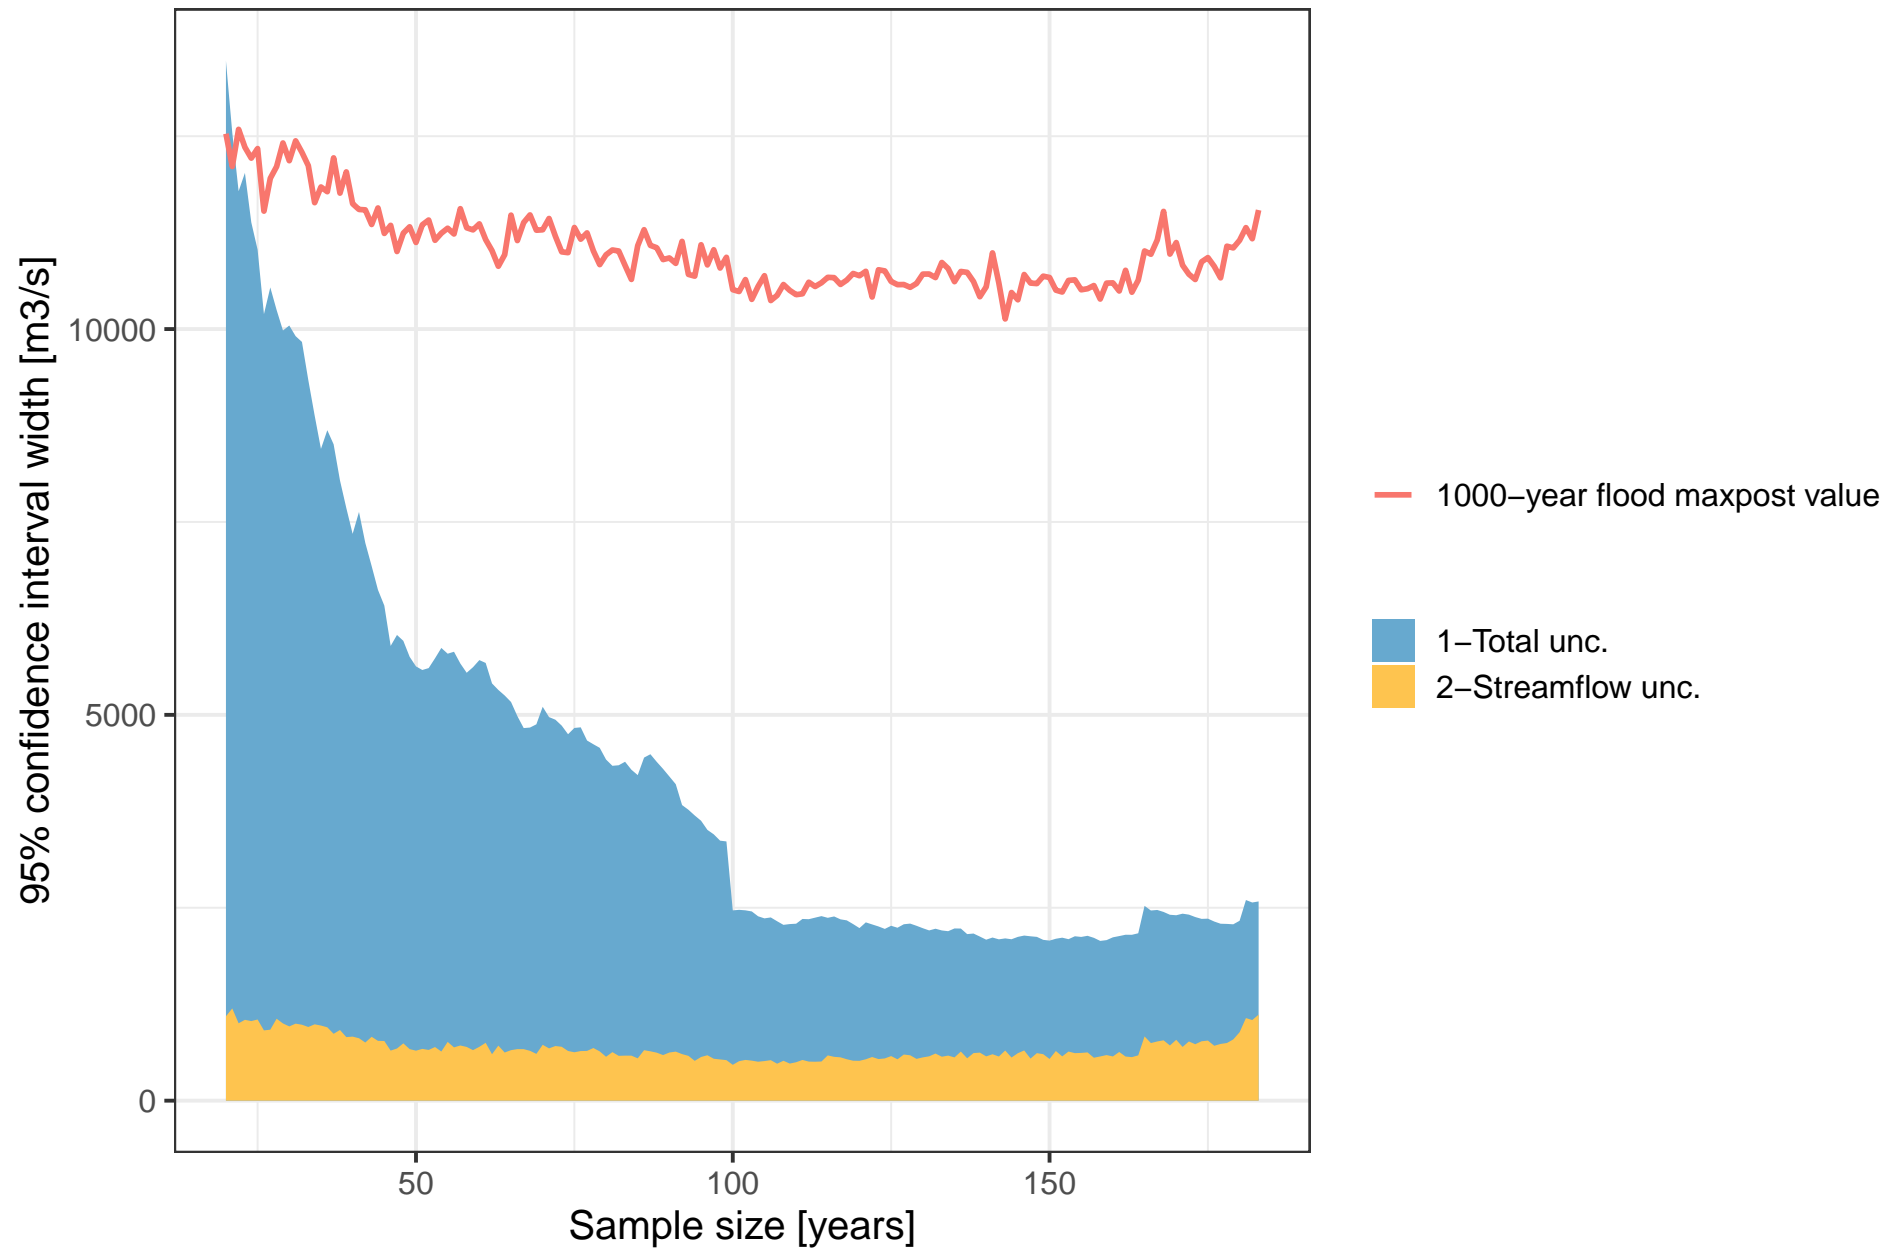 95% confidence interval width [m3/s]
10000
5000
0
50
100
150
Sample size [years]
1000−year flood maxpost value
1−Total unc.
2−Streamflow unc.